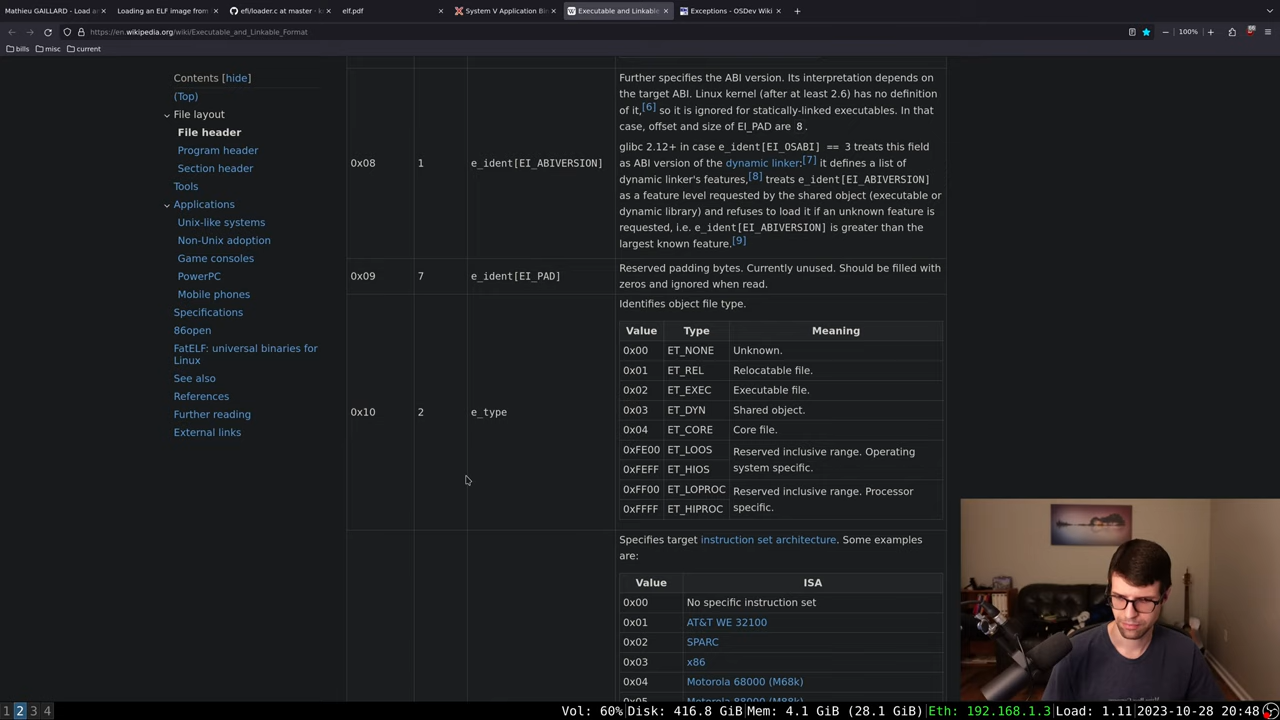 Mathieu GAILLARD - Load
Loading an ELF image from
efi/loader.c at master · k
elf.pdf
System V Application Bi
Executable and Linkable
Exceptions - OSDev Wiki
https://en.wikipedia.org/wiki/Executable_and_Linkable_Format
100%
bills
misc
current
Contents [hide]
(Top)
File layout
File header
Program header
Section header
Tools
Applications
Unix-like systems
Non-Unix adoption
Game consoles
PowerPC
Mobile phones
Specifications
86open
FatELF: universal binaries for
Linux
See also
References
Further reading
External links
0x08 1 e_ident[EI_ABIVERSION]
Further specifies the ABI version. Its interpretation depends on
the target ABI. Linux kernel (after at least 2.6) has no definition
of it,[6] so it is ignored for statically-linked executables. In that
case, offset and size of EI_PAD are 8.
glibc 2.12+ in case e_ident[EI_OSABI] == 3 treats this field
as ABI version of the dynamic linker:[7] it defines a list of
dynamic linker's features,[8] treats e_ident[EI_ABIVERSION]
as a feature level requested by the shared object (executable or
dynamic library) and refuses to load it if an unknown feature is
requested, i.e. e_ident[EI_ABIVERSION] is greater than the
largest known feature.[9]
0x09 7 e_ident[EI_PAD]
Reserved padding bytes. Currently unused. Should be filled with
zeros and ignored when read.
0x10 2 e_type
Identifies object file type.
Value Type Meaning
0x00 ET_NONE Unknown.
0x01 ET_REL Relocatable file.
0x02 ET_EXEC Executable file.
0x03 ET_DYN Shared object.
0x04 ET_CORE Core file.
0xFE00 ET_LOOS Reserved inclusive range. Operating
0xFEFF ET_HIOS system specific.
0xFF00 ET_LOPROC Reserved inclusive range. Processor
0xFFFF ET_HIPROC specific.
Specifies target instruction set architecture. Some examples
are:
Value ISA
0x00 No specific instruction set
0x01 AT&T WE 32100
0x02 SPARC
0x03 x86
0x04 Motorola 68000 (M68k)
0x05 Motorola 88000 (M88k)
1 2 3 4
Vol: 60% Disk: 416.8 GiB Mem: 4.1 GiB (28.1 GiB) Eth: 192.168.1.3 Load: 1.11 2023-10-28 20:48